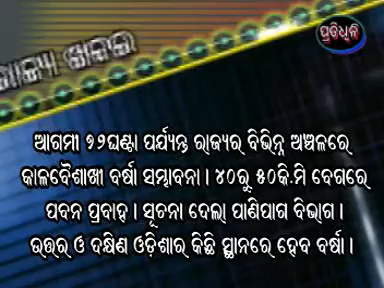 ପ୍ରତିଧ୍ୱନି
ରାଜ୍ୟ ଖବର
ଆଗାମୀ ୭୨ଘଣ୍ଟା ପର୍ଯ୍ୟନ୍ତ ରାଜ୍ୟର ବିଭିନ୍ନ ଅଞ୍ଚଳରେ
କାଳବୈଶାଖୀ ବର୍ଷା ସମ୍ଭାବନା । ୪୦ରୁ ୫୦କି.ମି ବେଗରେ
ପବନ ପ୍ରବାହ । ସୂଚନା ଦେଲା ପାଣିପାଗ ବିଭାଗ ।
ଉତ୍ତର ଓ ଦକ୍ଷିଣ ଓଡ଼ିଶାର କିଛି ସ୍ଥାନରେ ହେବ ବର୍ଷା ।